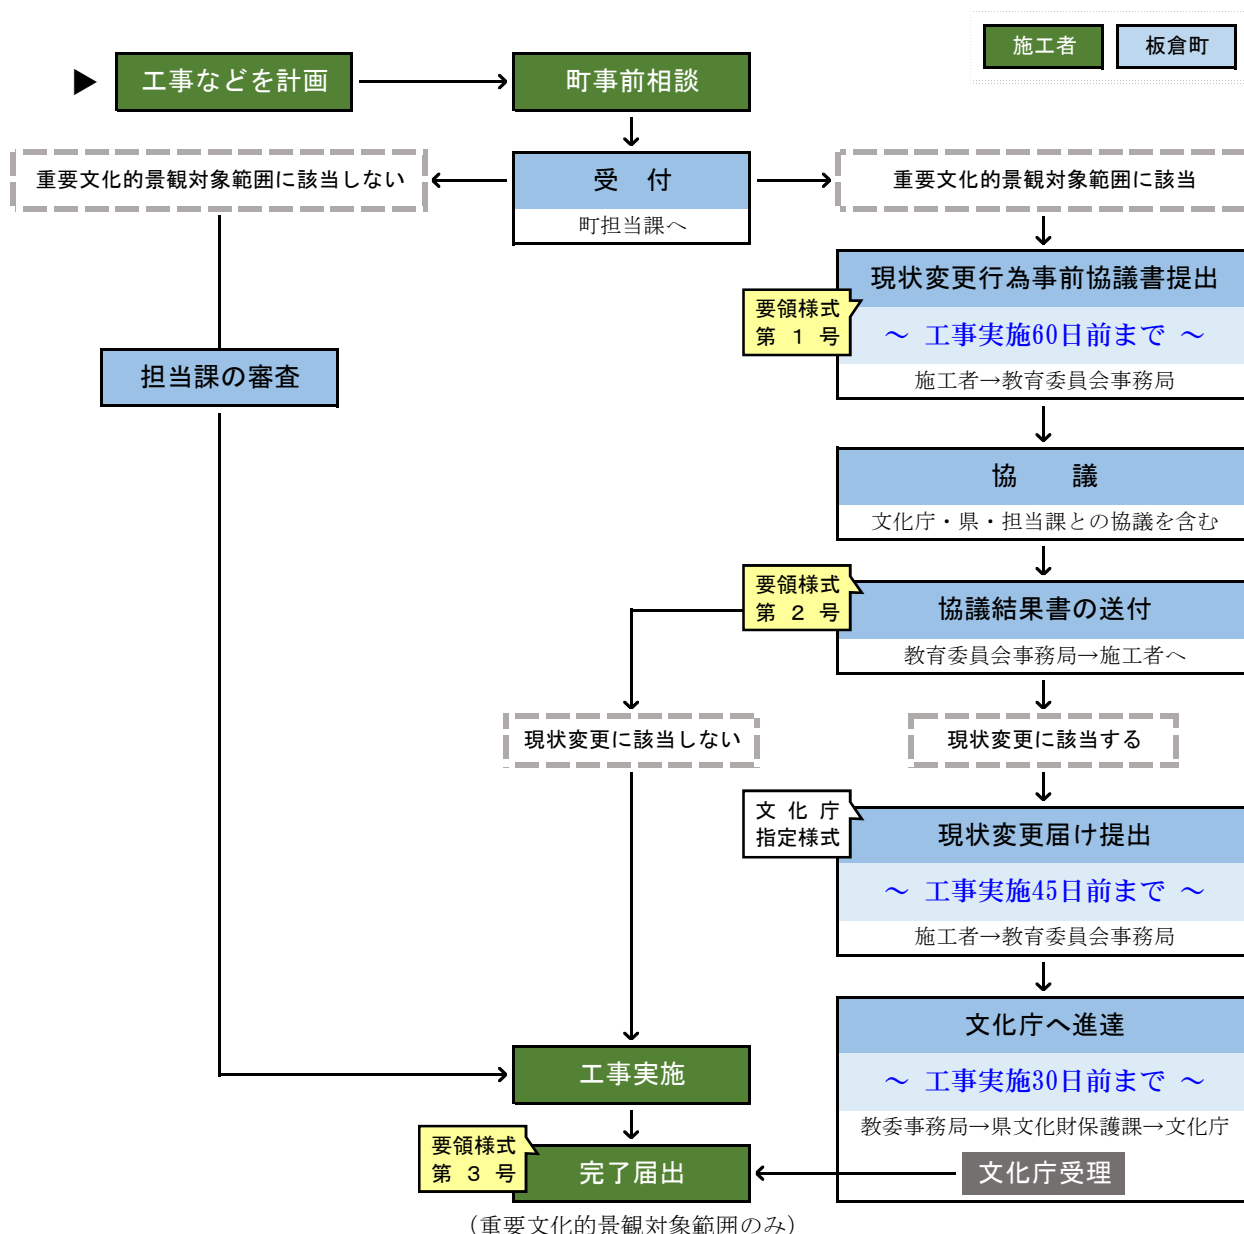 施工者
板倉町
▶
工事などを計画
町事前相談
重要文化的景観対象範囲に該当しない
受　付
町担当課へ
重要文化的景観対象範囲に該当
現状変更行為事前協議書提出
要領様式
第 1 号
～ 工事実施60日前まで ～
施工者→教育委員会事務局
担当課の審査
協　　議
文化庁・県・担当課との協議を含む
要領様式
第 2 号
協議結果書の送付
教育委員会事務局→施工者へ
現状変更に該当しない
現状変更に該当する
文 化 庁
指定様式
現状変更届け提出
～ 工事実施45日前まで ～
施工者→教育委員会事務局
文化庁へ進達
～ 工事実施30日前まで ～
教委事務局→県文化財保護課→文化庁
文化庁受理
工事実施
要領様式
第 3 号
完了届出
（重要文化的景観対象範囲のみ）